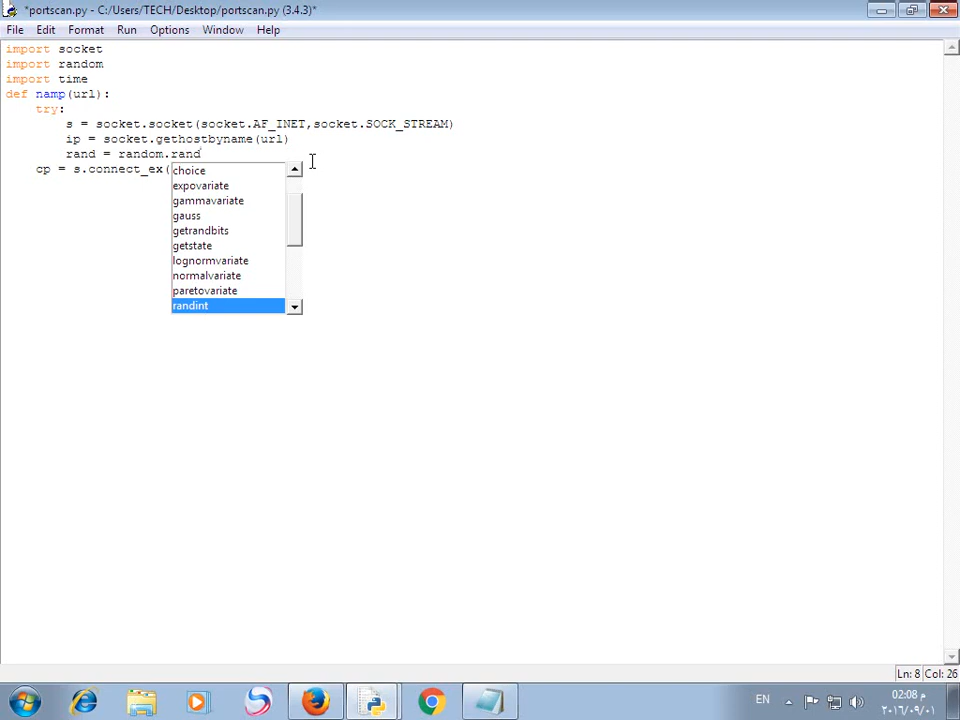 *portscan.py - C:/Users/TECH/Desktop/portscan.py (3.4.3)*
File Edit Format Run Options Window Help
import socket
import random
import time
def namp(url):
try:
s = socket.socket(socket.AF_INET,socket.SOCK_STREAM)
ip = socket.gethostbyname(url)
rand = random.rand
cp = s.connect_ex(
choice
expovariate
gammavariate
gauss
getrandbits
getstate
lognormvariate
normalvariate
paretovariate
randint
Ln: 8 Col: 26
EN
02:08 م
٢٠١٦/٠٩/٠١